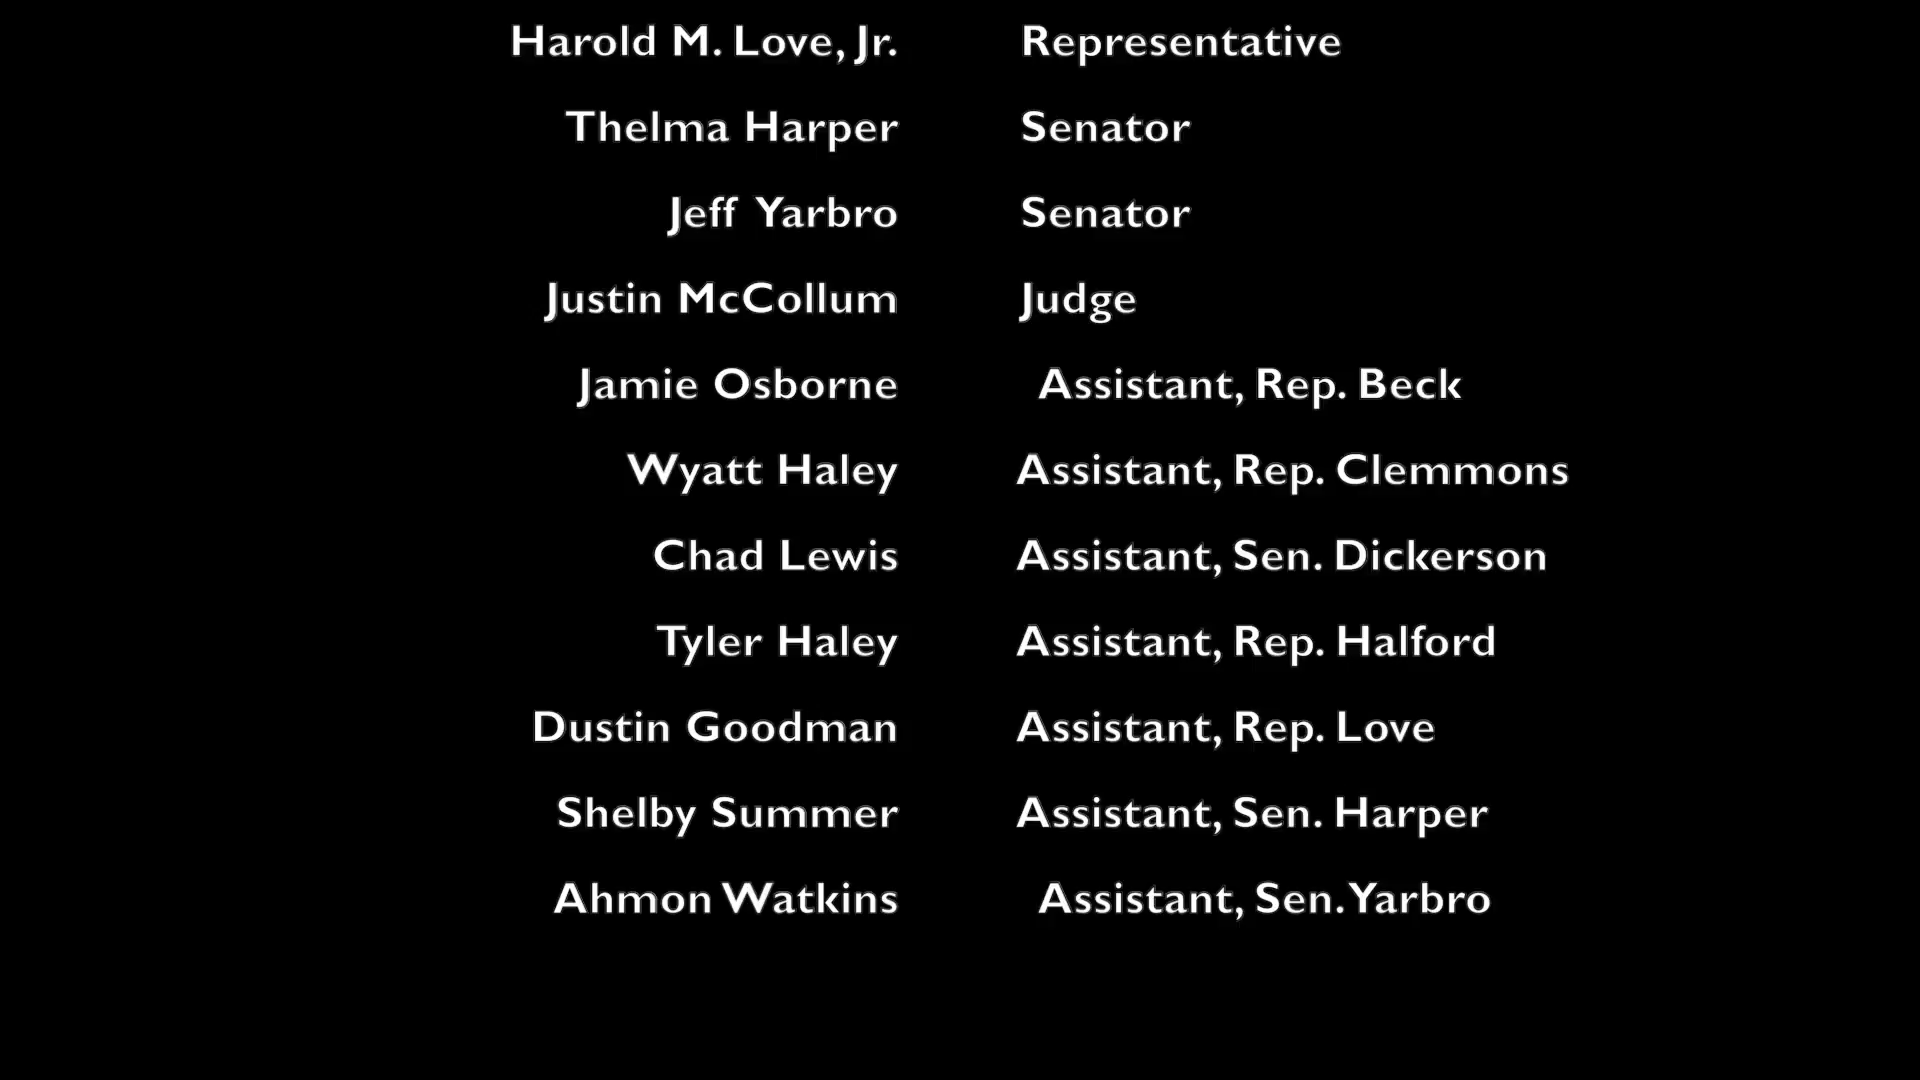 Harold M. Love, Jr. Representative
Thelma Harper Senator
Jeff Yarbro Senator
Justin McCollum Judge
Jamie Osborne Assistant, Rep. Beck
Wyatt Haley Assistant, Rep. Clemmons
Chad Lewis Assistant, Sen. Dickerson
Tyler Haley Assistant, Rep. Halford
Dustin Goodman Assistant, Rep. Love
Shelby Summer Assistant, Sen. Harper
Ahmon Watkins Assistant, Sen. Yarbro